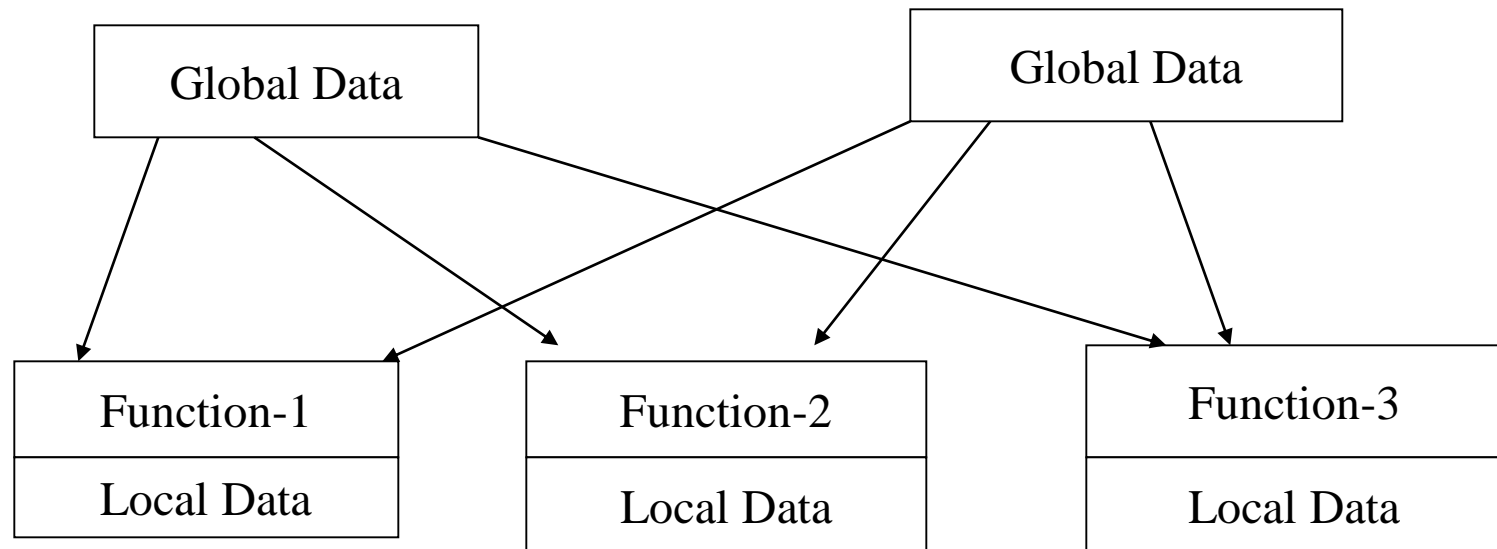 Global Data
Global Data
Function-1
Function-2
Function-3
Local Data
Local Data
Local Data